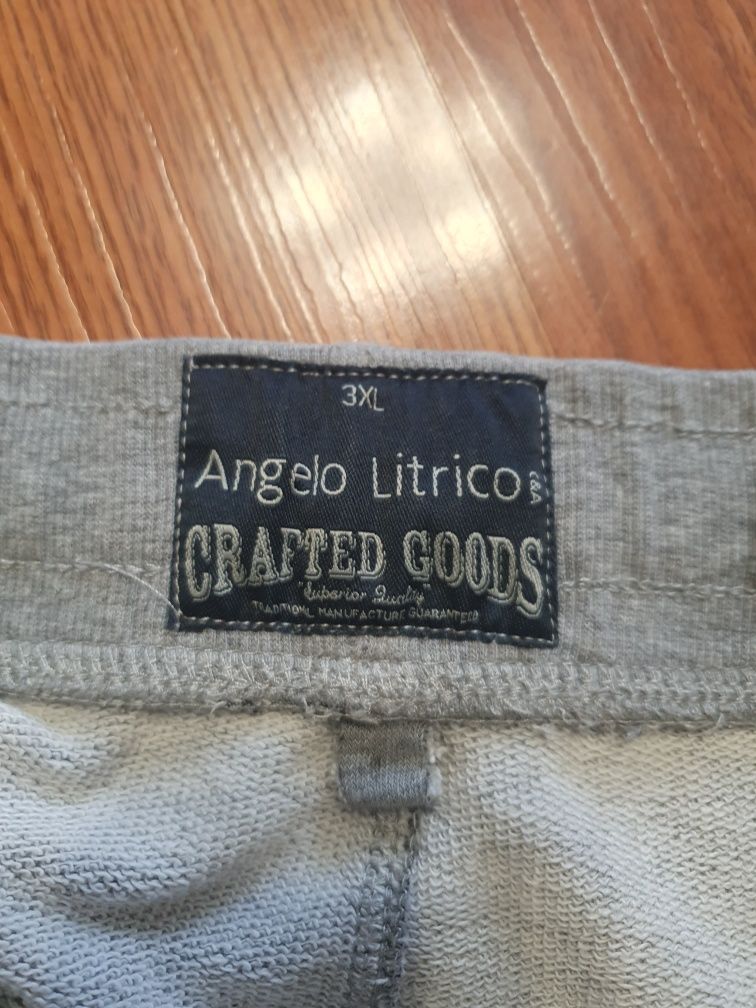 3XL
Angelo Litrico
C&A
CRAFTED GOODS
"Superior Quality"
TRADITIONAL MANUFACTURE GUARANTEED